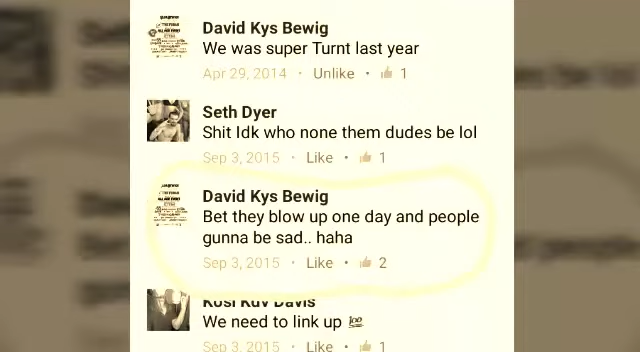 David Kys Bewig
We was super Turnt last year
Apr 29, 2014 • Unlike • 1
Seth Dyer
Shit Idk who none them dudes be lol
Sep 3, 2015 • Like • 1
David Kys Bewig
Bet they blow up one day and people
gunna be sad.. haha
Sep 3, 2015 • Like • 2
Kosi Kuv Davis
We need to link up 💯
Sep 3, 2015 • Like • 1